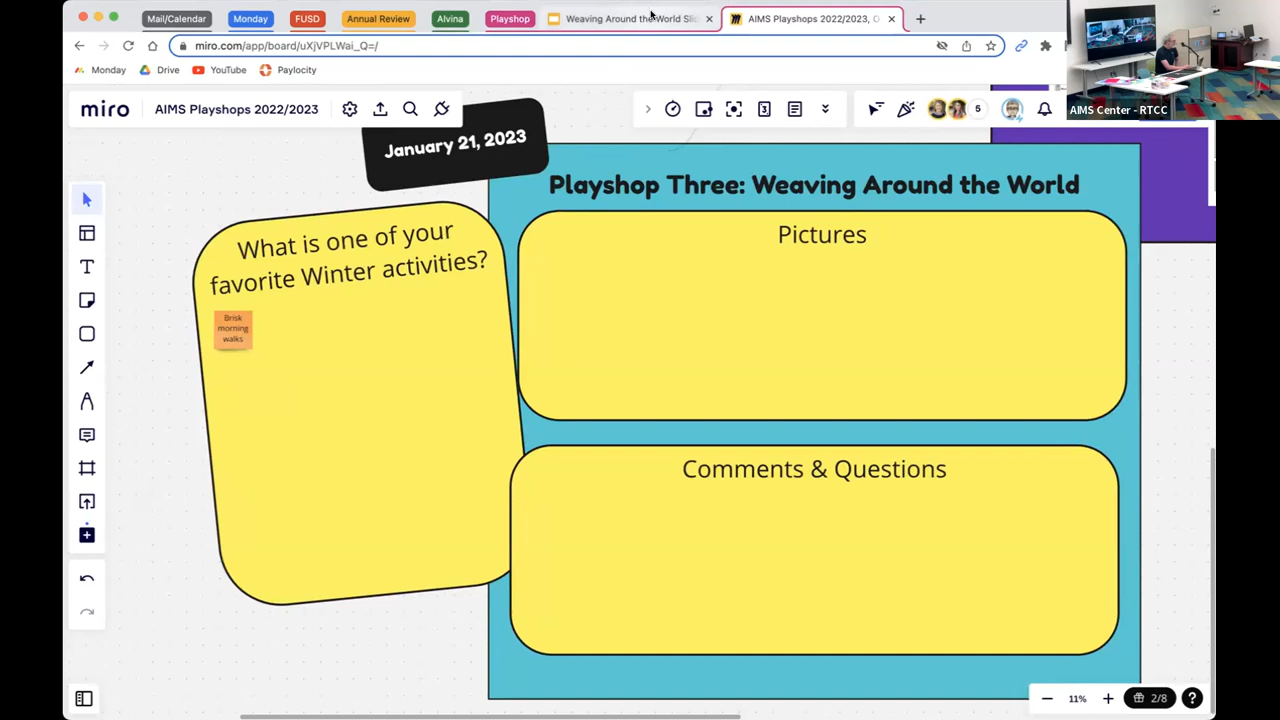 Mail/Calendar
Monday
FUSD
Annual Review
Alvina
Playshop
Weaving Around the World Sli
AIMS Playshops 2022/2023, O
miro.com/app/board/uXjVPLWai_Q=/
Monday
Drive
YouTube
Paylocity
AIMS Center - RTCC
miro
AIMS Playshops 2022/2023
3
5
January 21, 2023
Playshop Three: Weaving Around the World
What is one of your
favorite Winter activities?
Brisk
morning
walks
Pictures
Comments & Questions
11%
2/8
?